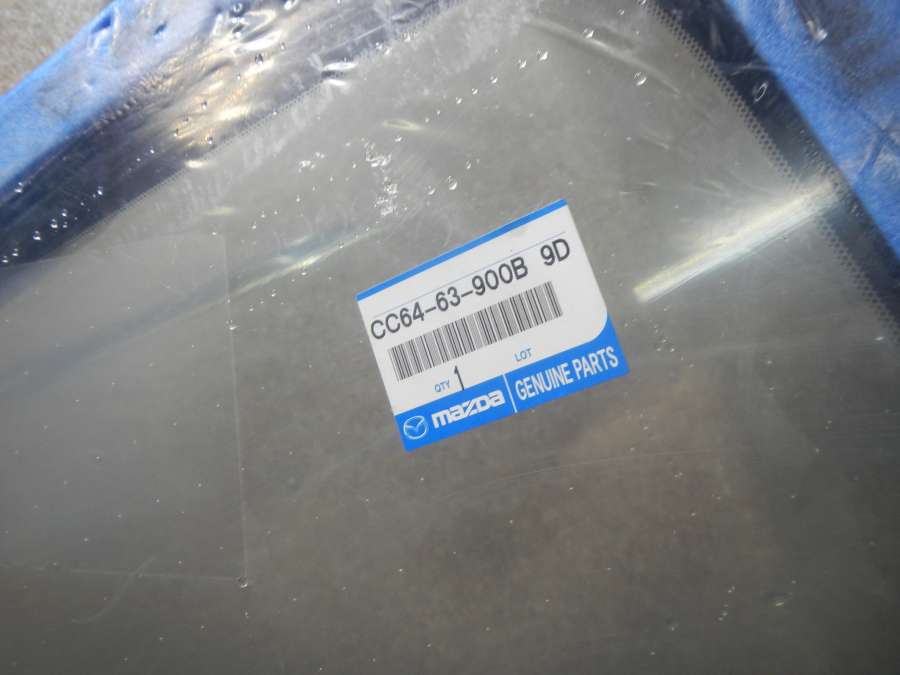 CC64-63-900B 9D
QTY 1 LOT
mazda GENUINE PARTS